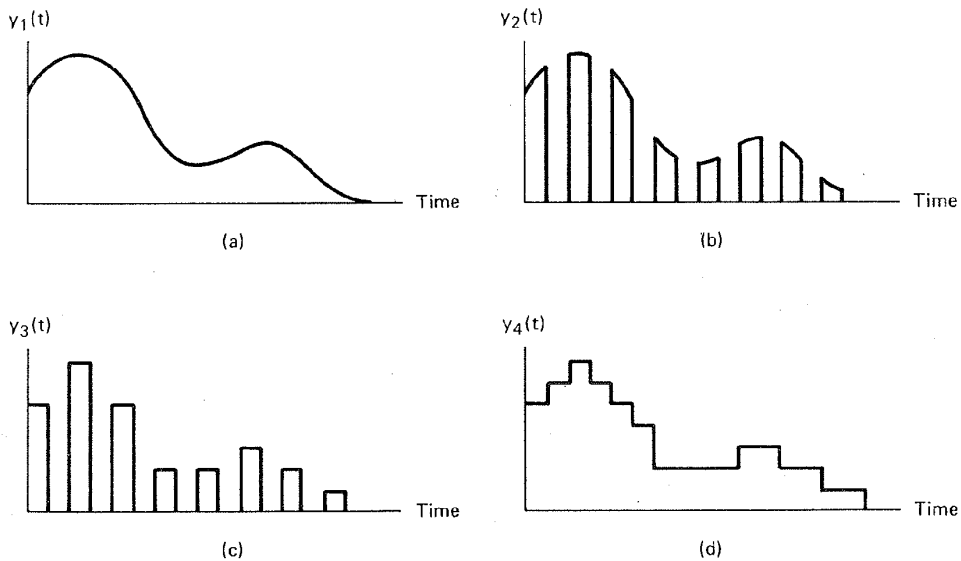 y₁(t)
Time
(a)
y₂(t)
Time
(b)
y₃(t)
Time
(c)
y₄(t)
Time
(d)